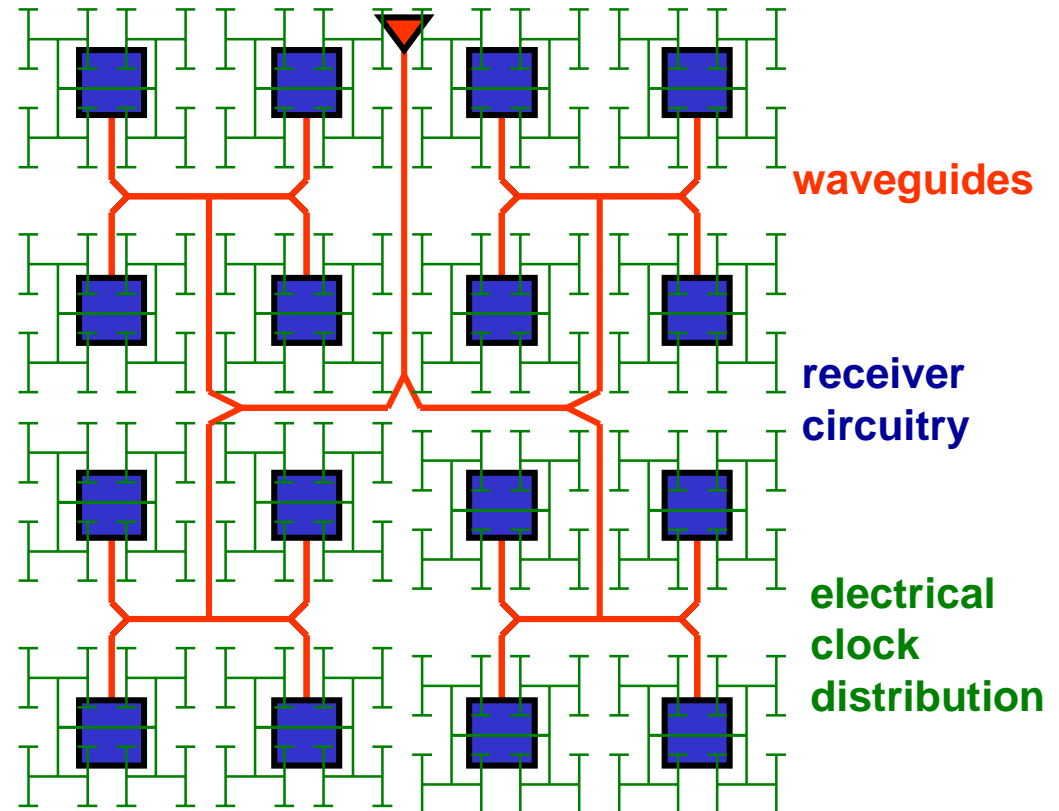 waveguides
receiver
circuitry
electrical
clock
distribution